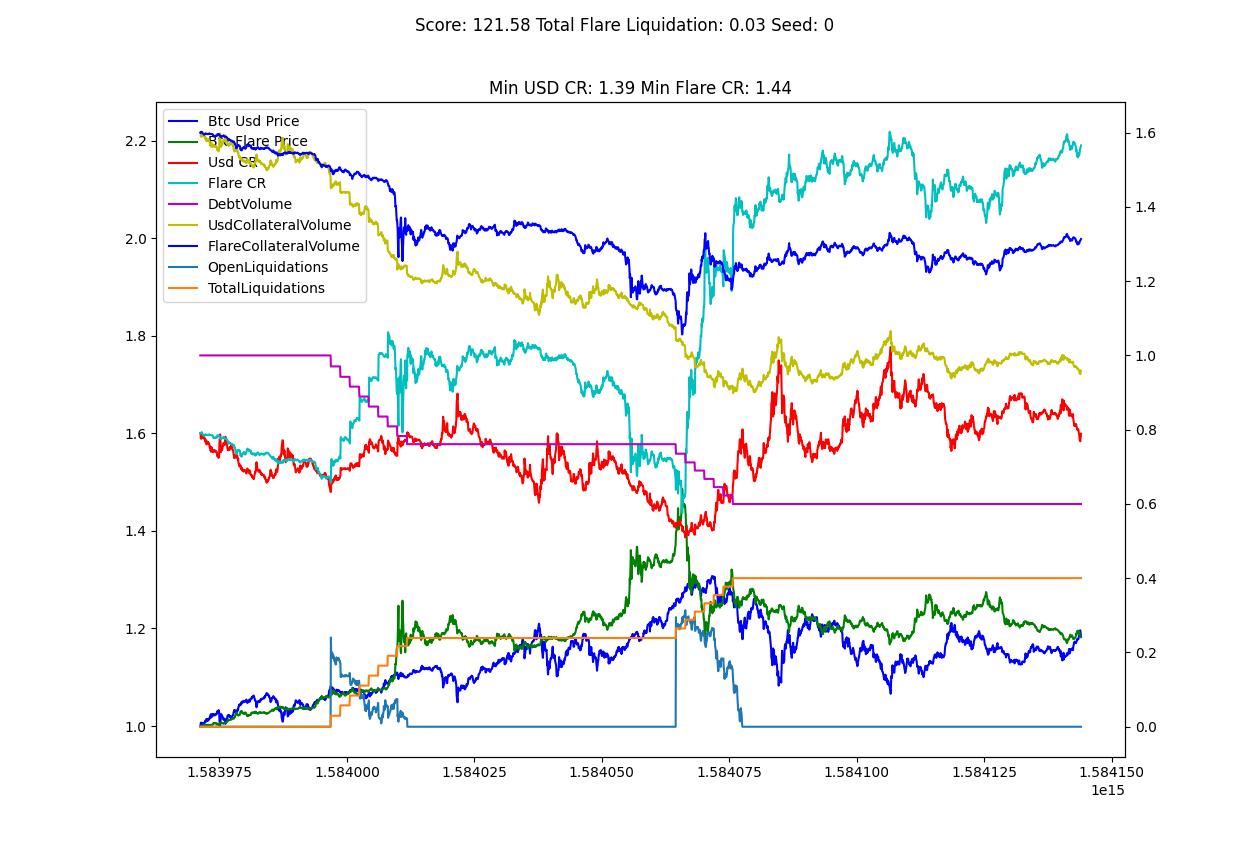 Score: 121.58 Total Flare Liquidation: 0.03 Seed: 0
Min USD CR: 1.39 Min Flare CR: 1.44
Btc Usd Price
Btc Flare Price
Usd CR
Flare CR
DebtVolume
UsdCollateralVolume
FlareCollateralVolume
OpenLiquidations
TotalLiquidations
2.2
2.0
1.8
1.6
1.4
1.2
1.0
1.6
1.4
1.2
1.0
0.8
0.6
0.4
0.2
0.0
1.583975 1.584000 1.584025 1.584050 1.584075 1.584100 1.584125 1.584150
1e15